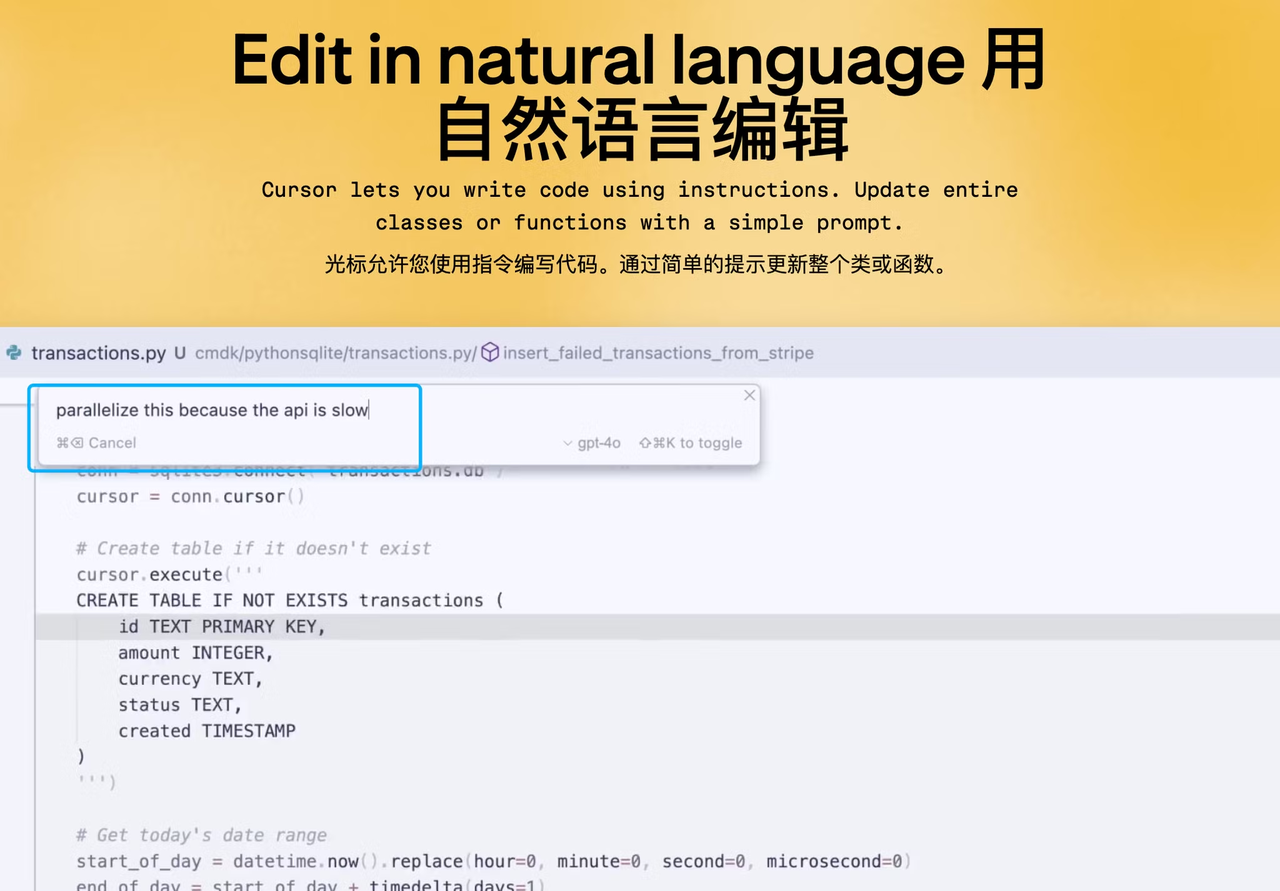 Edit in natural language 用
自然语言编辑
Cursor lets you write code using instructions. Update entire
classes or functions with a simple prompt.
光标允许您使用指令编写代码。通过简单的提示更新整个类或函数。
transactions.py U cmdk/pythonsqlite/transactions.py/ insert_failed_transactions_from_stripe
parallelize this because the api is slow
⌘⌫ Cancel gpt-4o ⇧⌘K to toggle
conn = sqlite3.connect('transactions.db')
cursor = conn.cursor()
# Create table if it doesn't exist
cursor.execute('''
CREATE TABLE IF NOT EXISTS transactions (
id TEXT PRIMARY KEY,
amount INTEGER,
currency TEXT,
status TEXT,
created TIMESTAMP
)
''')
# Get today's date range
start_of_day = datetime.now().replace(hour=0, minute=0, second=0, microsecond=0)
end_of_day = start_of_day + timedelta(days=1)